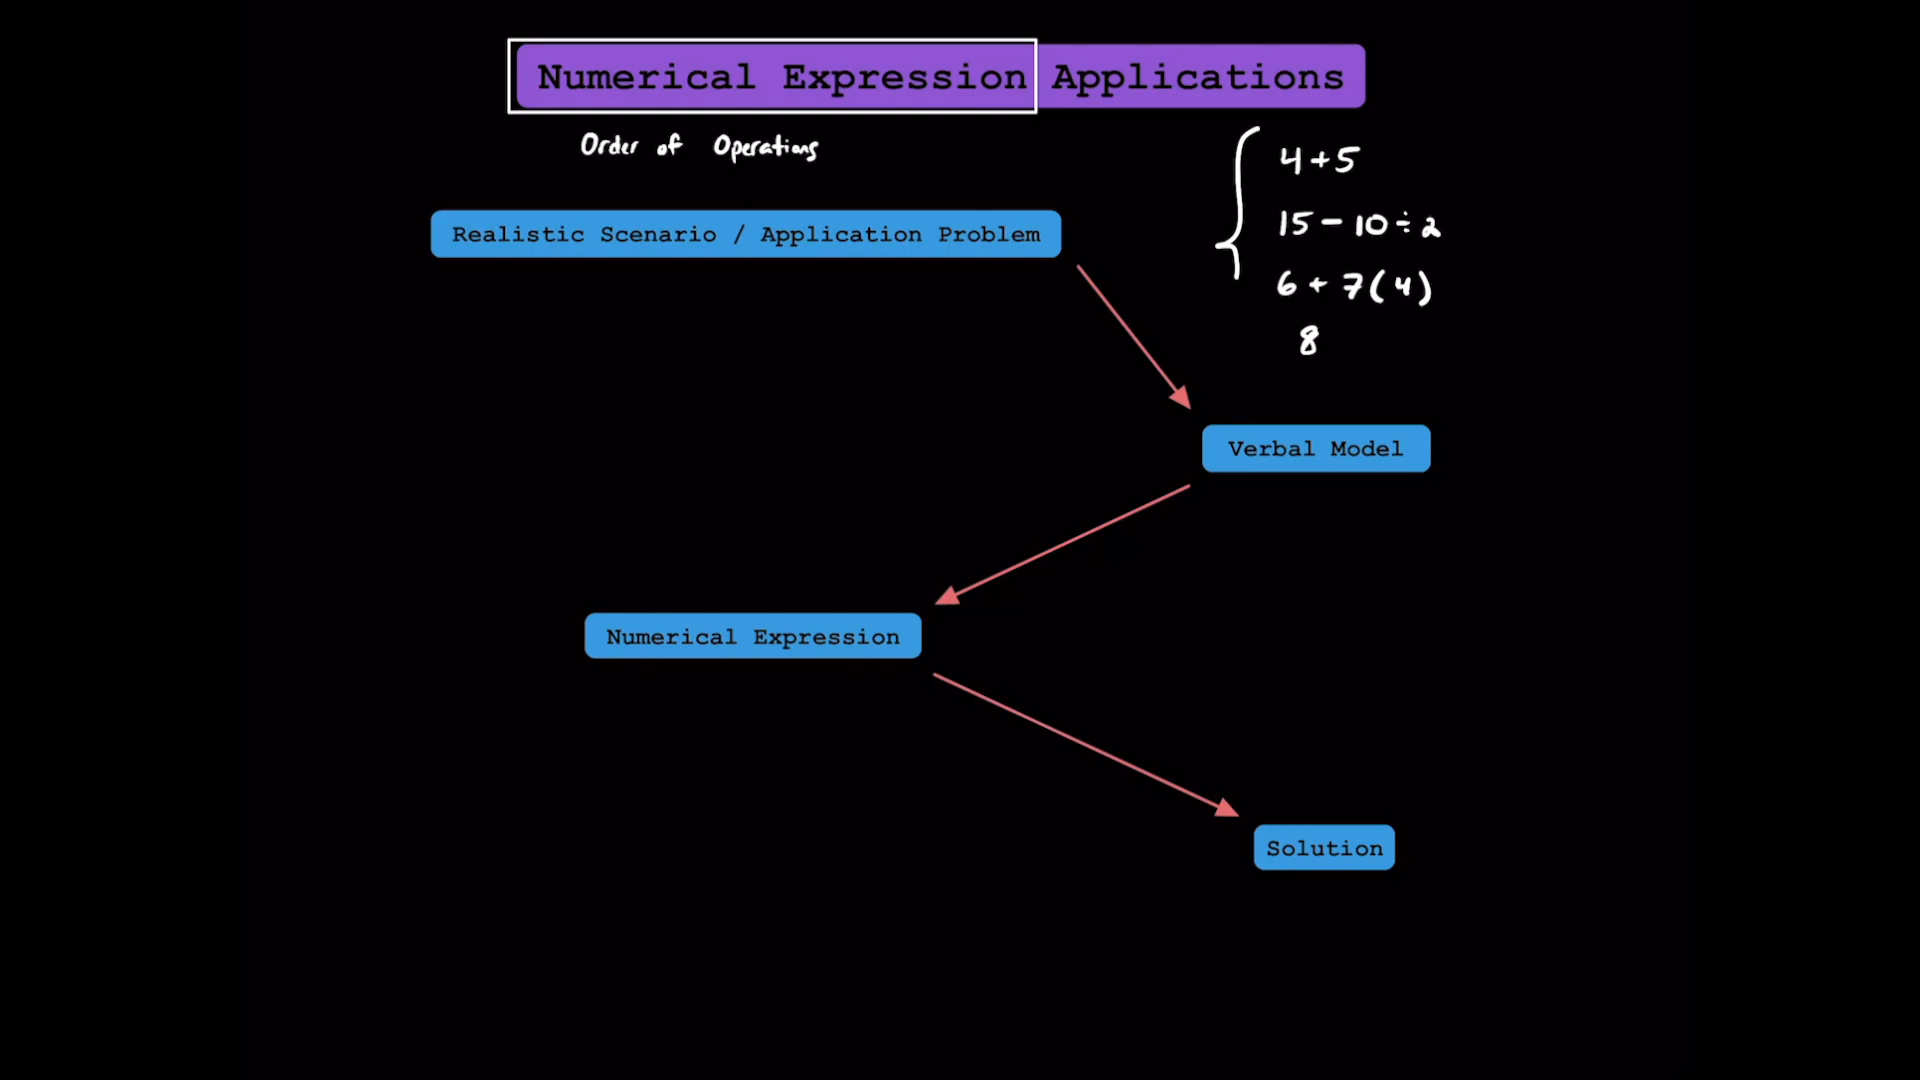 Numerical Expression Applications
Order of Operations
4+5
15-10÷2
6+7(4)
8
Realistic Scenario / Application Problem
Verbal Model
Numerical Expression
Solution